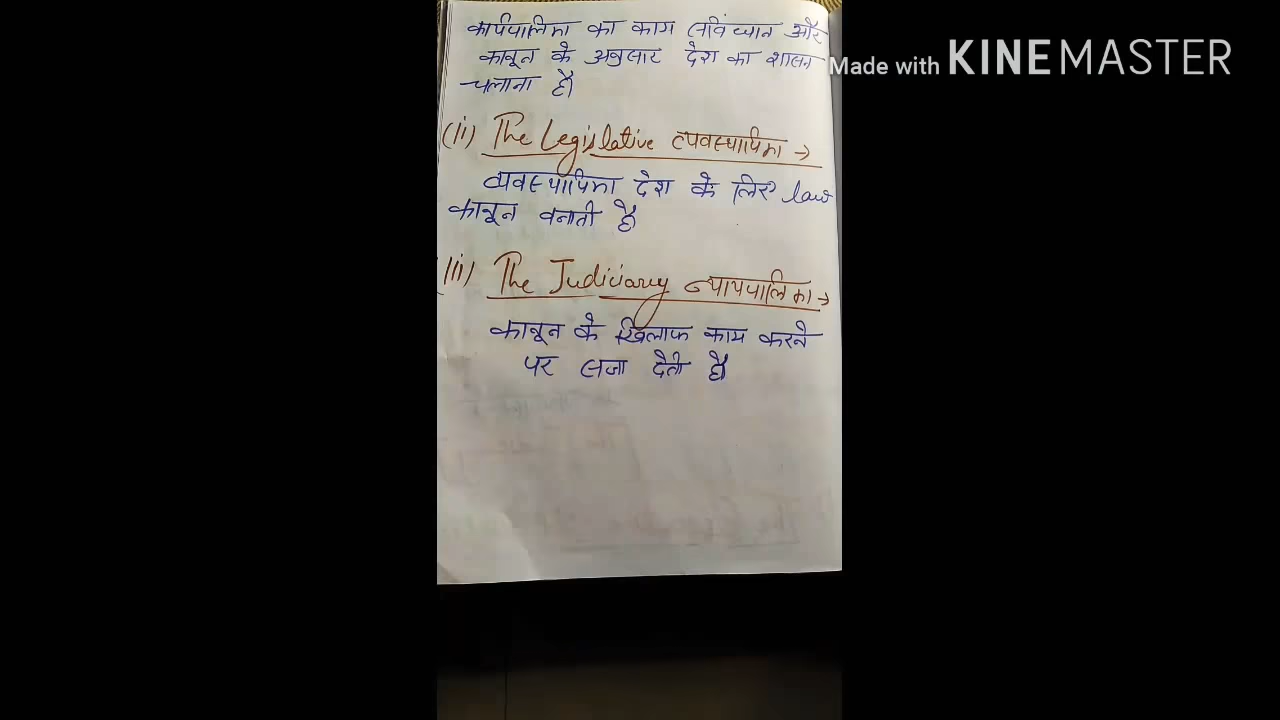 कार्यपालिका का काम संविधान और
कानून के अनुसार देश का शासन
चलाना है।
Made with KINEMASTER
(ii) The Legislative व्यवस्थापिका →
व्यवस्थापिका देश के लिए law
कानून बनाती है
(iii) The Judiciary न्यायपालिका →
कानून के खिलाफ काम करने
पर सजा देती है